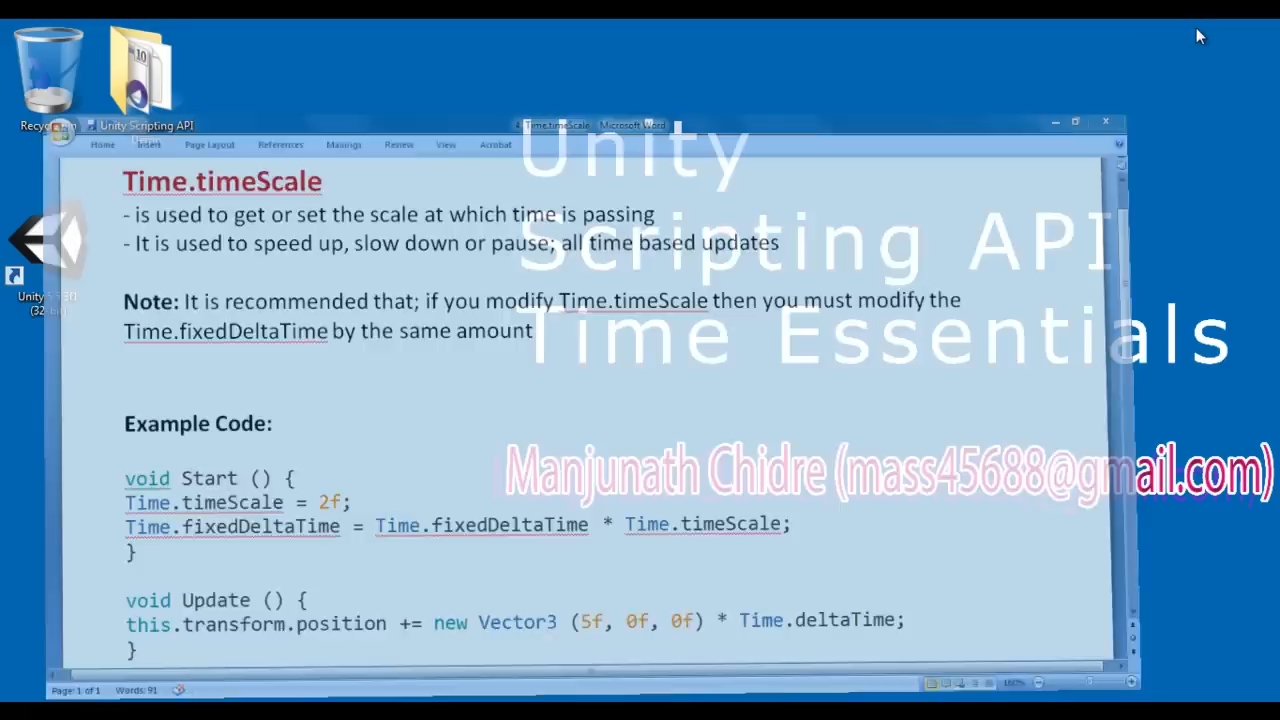 Unity Scripting API
Time.timeScale - Microsoft Word
Home Insert Page Layout References Mailings Review View Acrobat
Unity
Scripting API
Time Essentials
Manjunath Chidre (mass45688@gmail.com)
Time.timeScale
- is used to get or set the scale at which time is passing
- It is used to speed up, slow down or pause; all time based updates
Note: It is recommended that; if you modify Time.timeScale then you must modify the
Time.fixedDeltaTime by the same amount
Example Code:
void Start () {
Time.timeScale = 2f;
Time.fixedDeltaTime = Time.fixedDeltaTime * Time.timeScale;
}
void Update () {
this.transform.position += new Vector3 (5f, 0f, 0f) * Time.deltaTime;
}
Page: 1 of 1 Words: 91
160%